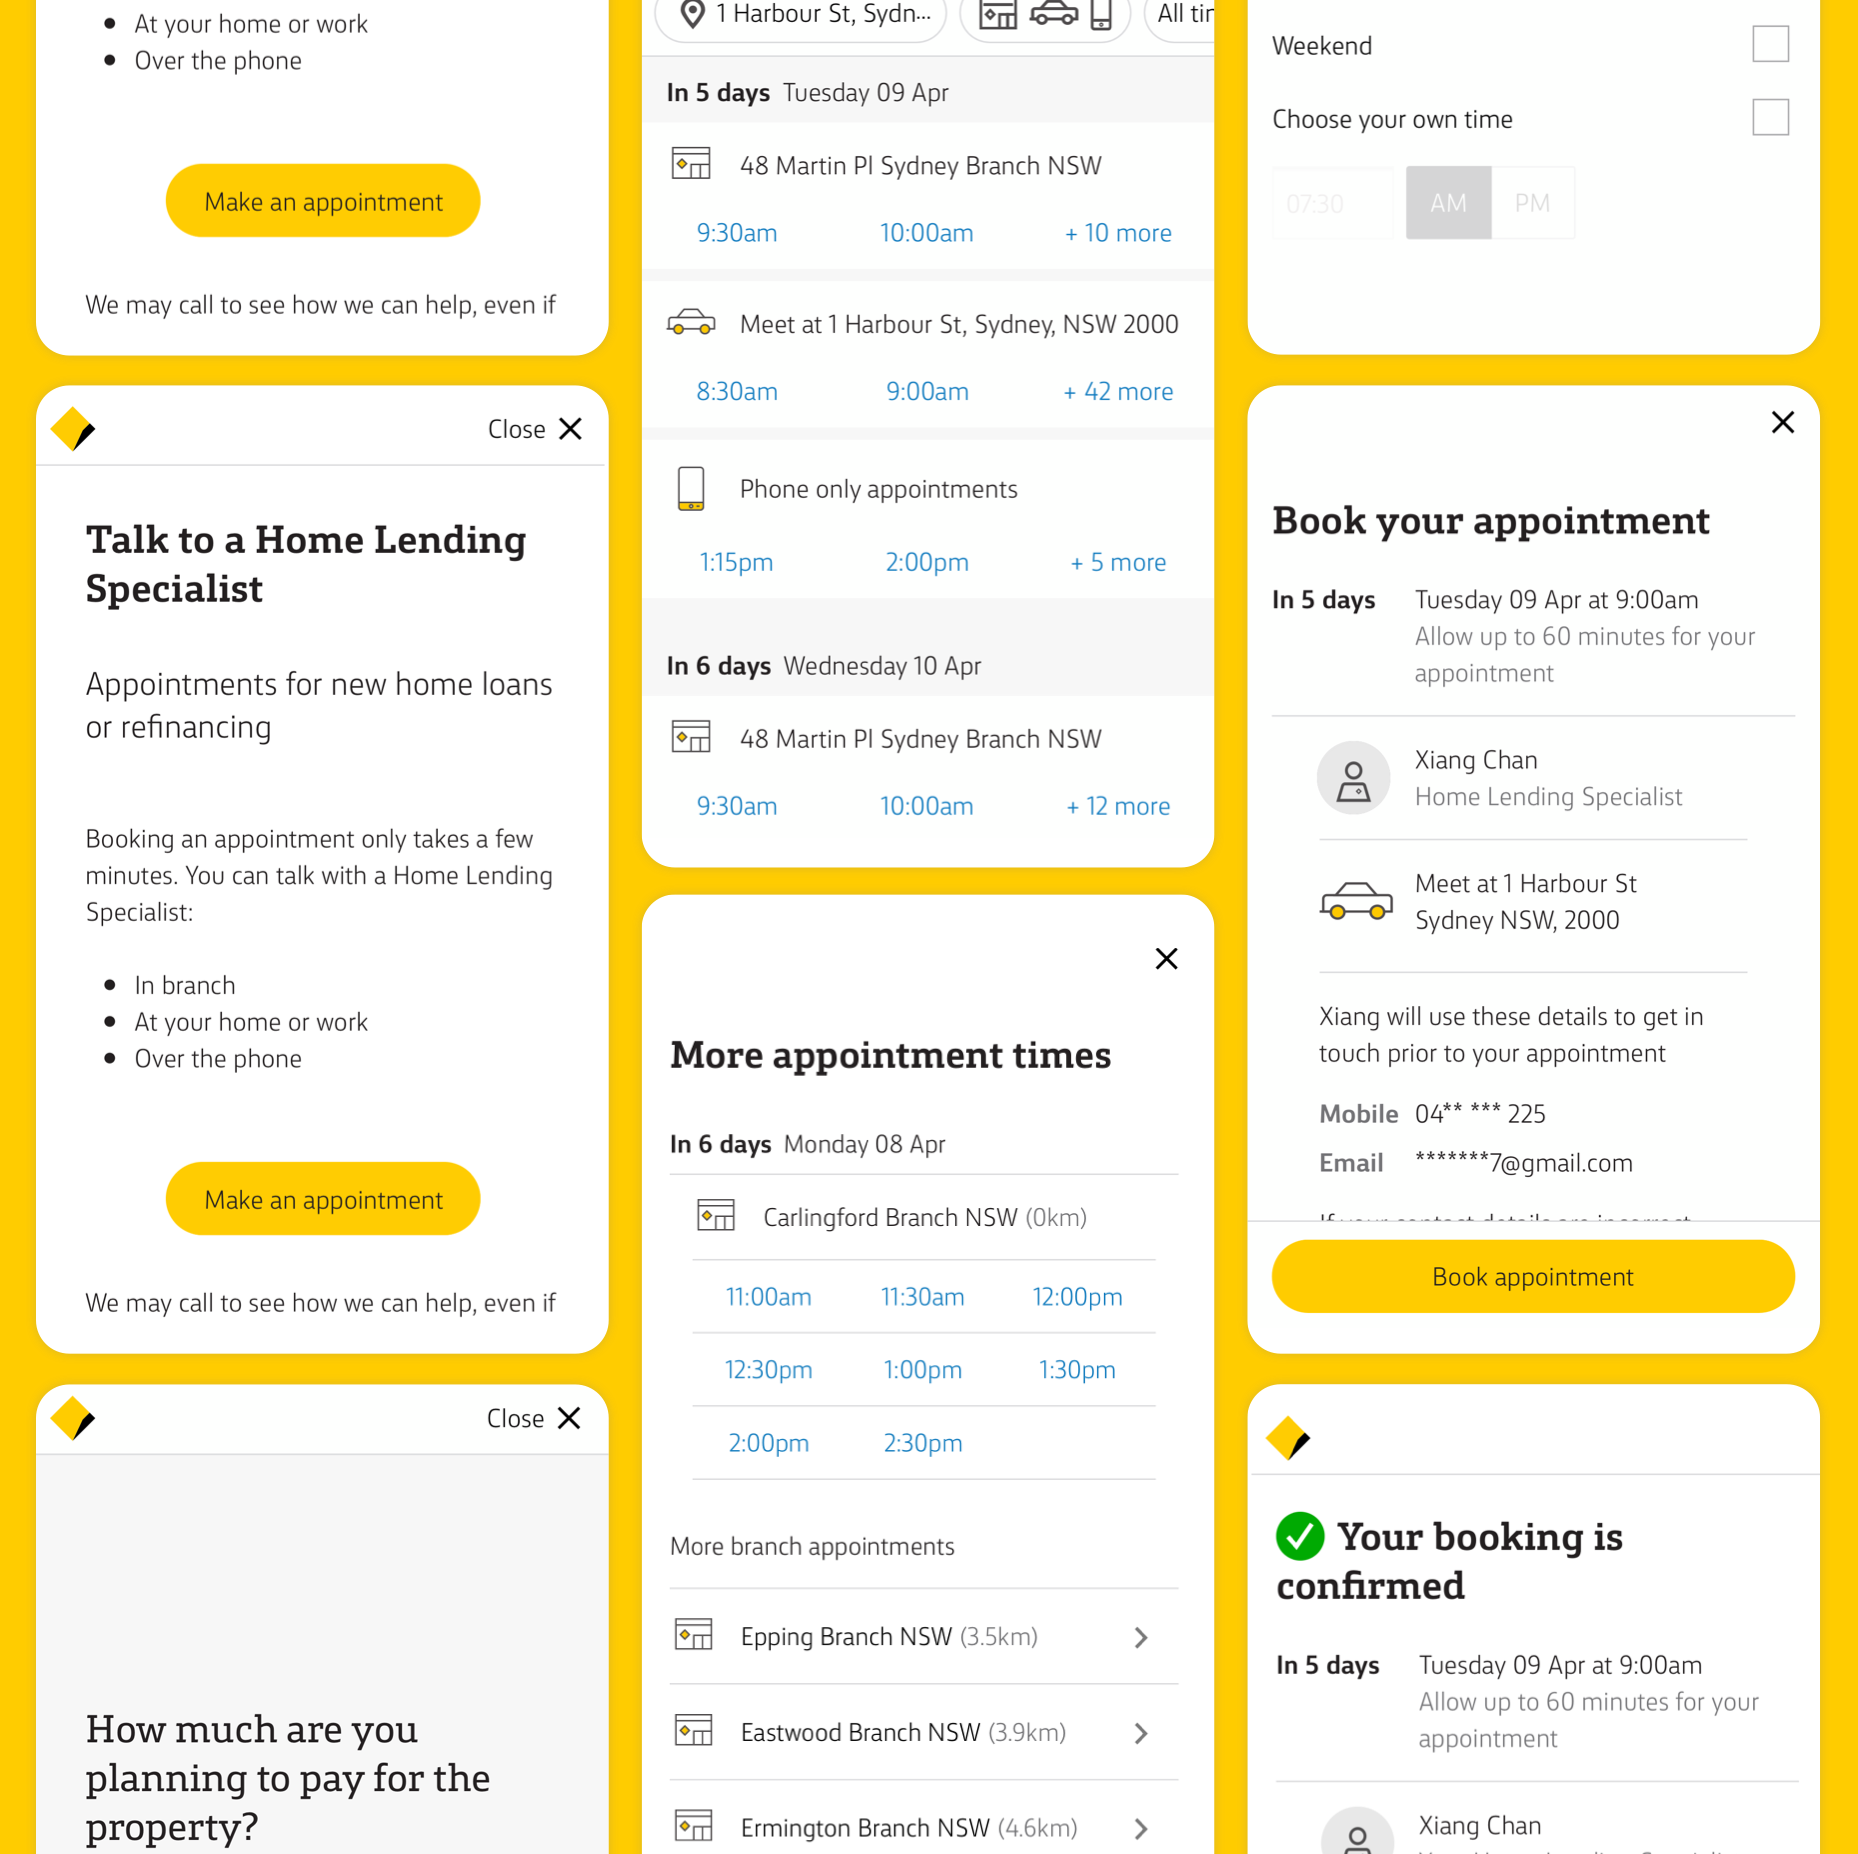 At your home or work
Over the phone
Make an appointment
We may call to see how we can help, even if
Close
Talk to a Home Lending
Specialist
Appointments for new home loans
or refinancing
Booking an appointment only takes a few
minutes. You can talk with a Home Lending
Specialist:
In branch
At your home or work
Over the phone
Make an appointment
We may call to see how we can help, even if
Close
How much are you
planning to pay for the
property?
1 Harbour St, Sydn...
All
In 5 days Tuesday 09 Apr
48 Martin Pl Sydney Branch NSW
9:30am 10:00am + 10 more
Meet at 1 Harbour St, Sydney, NSW 2000
8:30am 9:00am + 42 more
Phone only appointments
1:15pm 2:00pm + 5 more
In 6 days Wednesday 10 Apr
48 Martin Pl Sydney Branch NSW
9:30am 10:00am + 12 more
More appointment times
In 6 days Monday 08 Apr
Carlingford Branch NSW (0km)
11:00am 11:30am 12:00pm
12:30pm 1:00pm 1:30pm
2:00pm 2:30pm
More branch appointments
Epping Branch NSW (3.5km)
Eastwood Branch NSW (3.9km)
Ermington Branch NSW (4.6km)
Weekend
Choose your own time
07:30 AM PM
Book your appointment
In 5 days Tuesday 09 Apr at 9:00am
Allow up to 60 minutes for your
appointment
Xiang Chan
Home Lending Specialist
Meet at 1 Harbour St
Sydney NSW, 2000
Xiang will use these details to get in
touch prior to your appointment
Mobile 04** *** 225
Email *******7@gmail.com
If your contact details are incorrect
Book appointment
Your booking is
confirmed
In 5 days Tuesday 09 Apr at 9:00am
Allow up to 60 minutes for your
appointment
Xiang Chan